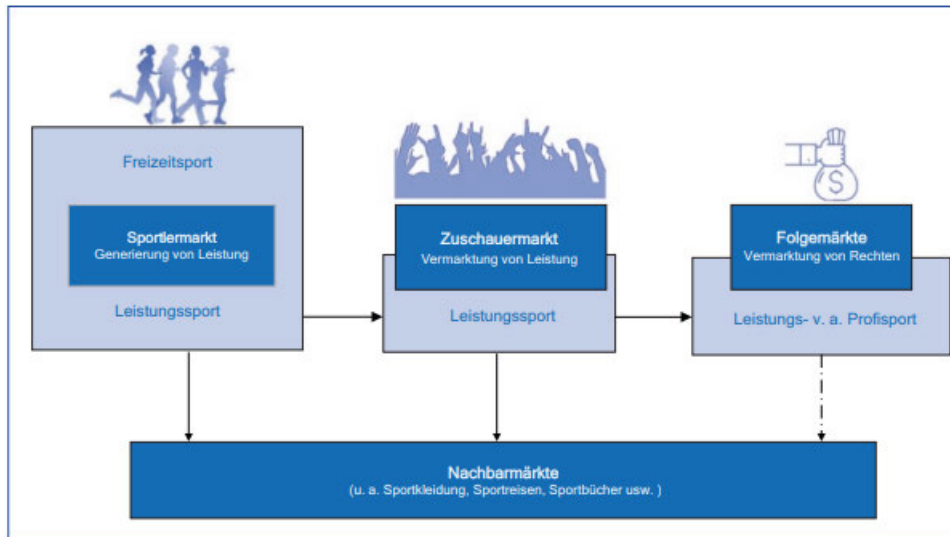 Freizeitsport
Sportlermarkt
Generierung von Leistung
Leistungssport
Zuschauermarkt
Vermarktung von Leistung
Leistungssport
$
Folgemärkte
Vermarktung von Rechten
Leistungs- v. a. Profisport
Nachbarmärkte
(u. a. Sportkleidung, Sportreisen, Sportbücher usw. )